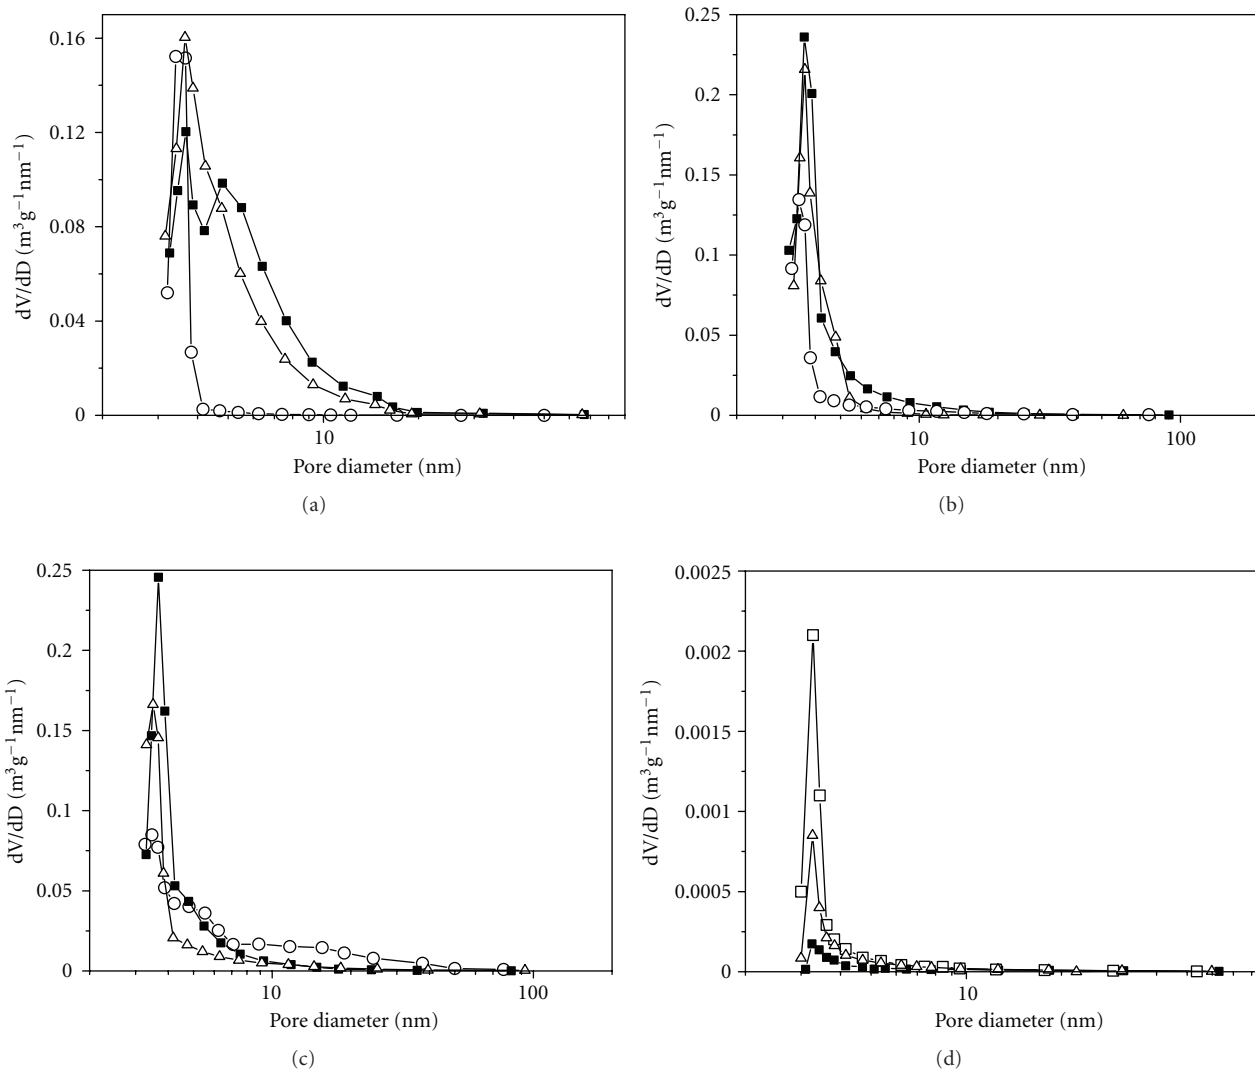 0.16
0.12
0.08
0.04
0
10
dV/dD (m³g⁻¹nm⁻¹)
Pore diameter (nm)
(a)
0.25
0.2
0.15
0.1
0.05
0
10
100
dV/dD (m³g⁻¹nm⁻¹)
Pore diameter (nm)
(b)
0.25
0.2
0.15
0.1
0.05
0
10
100
dV/dD (m³g⁻¹nm⁻¹)
Pore diameter (nm)
(c)
0.0025
0.002
0.0015
0.001
0.0005
0
10
dV/dD (m³g⁻¹nm⁻¹)
Pore diameter (nm)
(d)